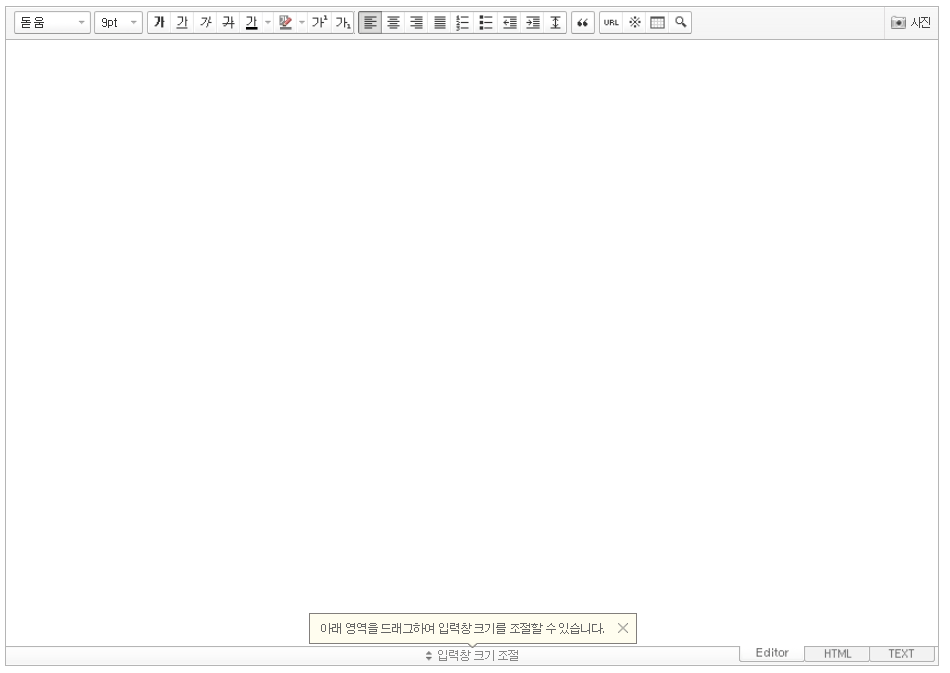 돋움 9pt 가 가 가 가 가 가¹ 가₁ URL ※ 사진
아래 영역을 드래그하여 입력창 크기를 조절할 수 있습니다.
입력창 크기 조절 Editor HTML TEXT